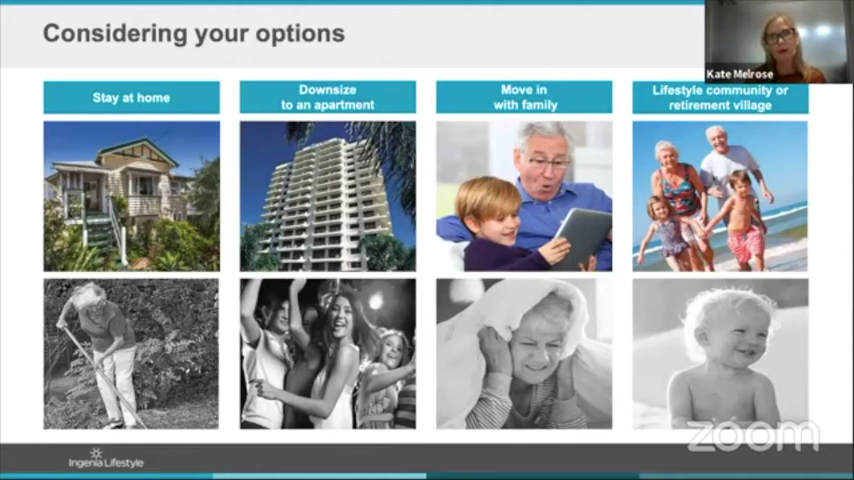 Considering your options
Kate Melrose
Stay at home
Downsize
to an apartment
Move in
with family
Lifestyle community or
retirement village
zoom
Ingenia Lifestyle